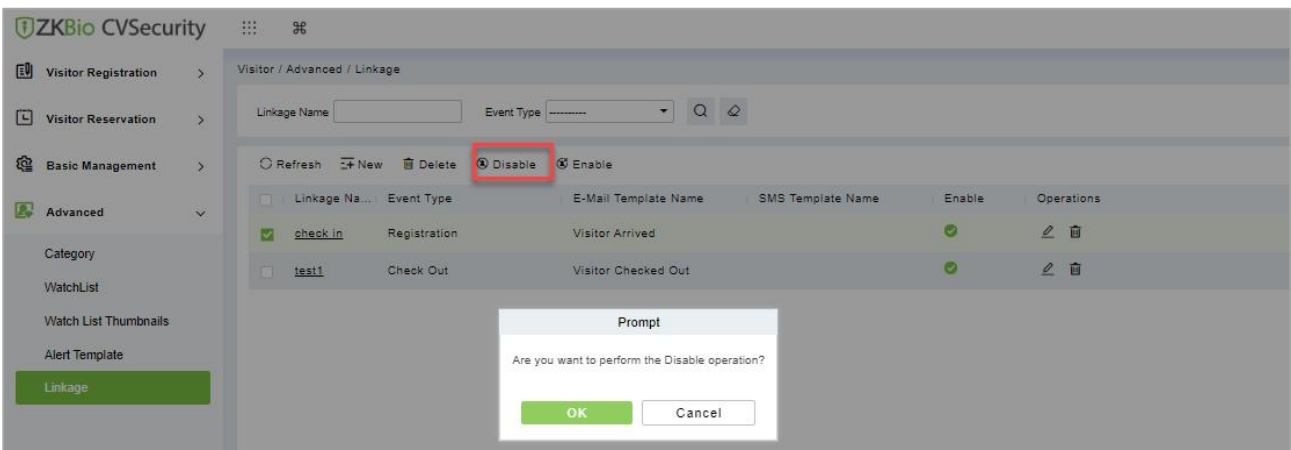 ZKBio CVSecurity
Visitor Registration
Visitor Reservation
Basic Management
Advanced
Category
WatchList
Watch List Thumbnails
Alert Template
Linkage
Visitor / Advanced / Linkage
Linkage Name Event Type ----------
Refresh New Delete Disable Enable
Linkage Na... Event Type E-Mail Template Name SMS Template Name Enable Operations
check in Registration Visitor Arrived
test1 Check Out Visitor Checked Out
Prompt
Are you want to perform the Disable operation?
OK Cancel